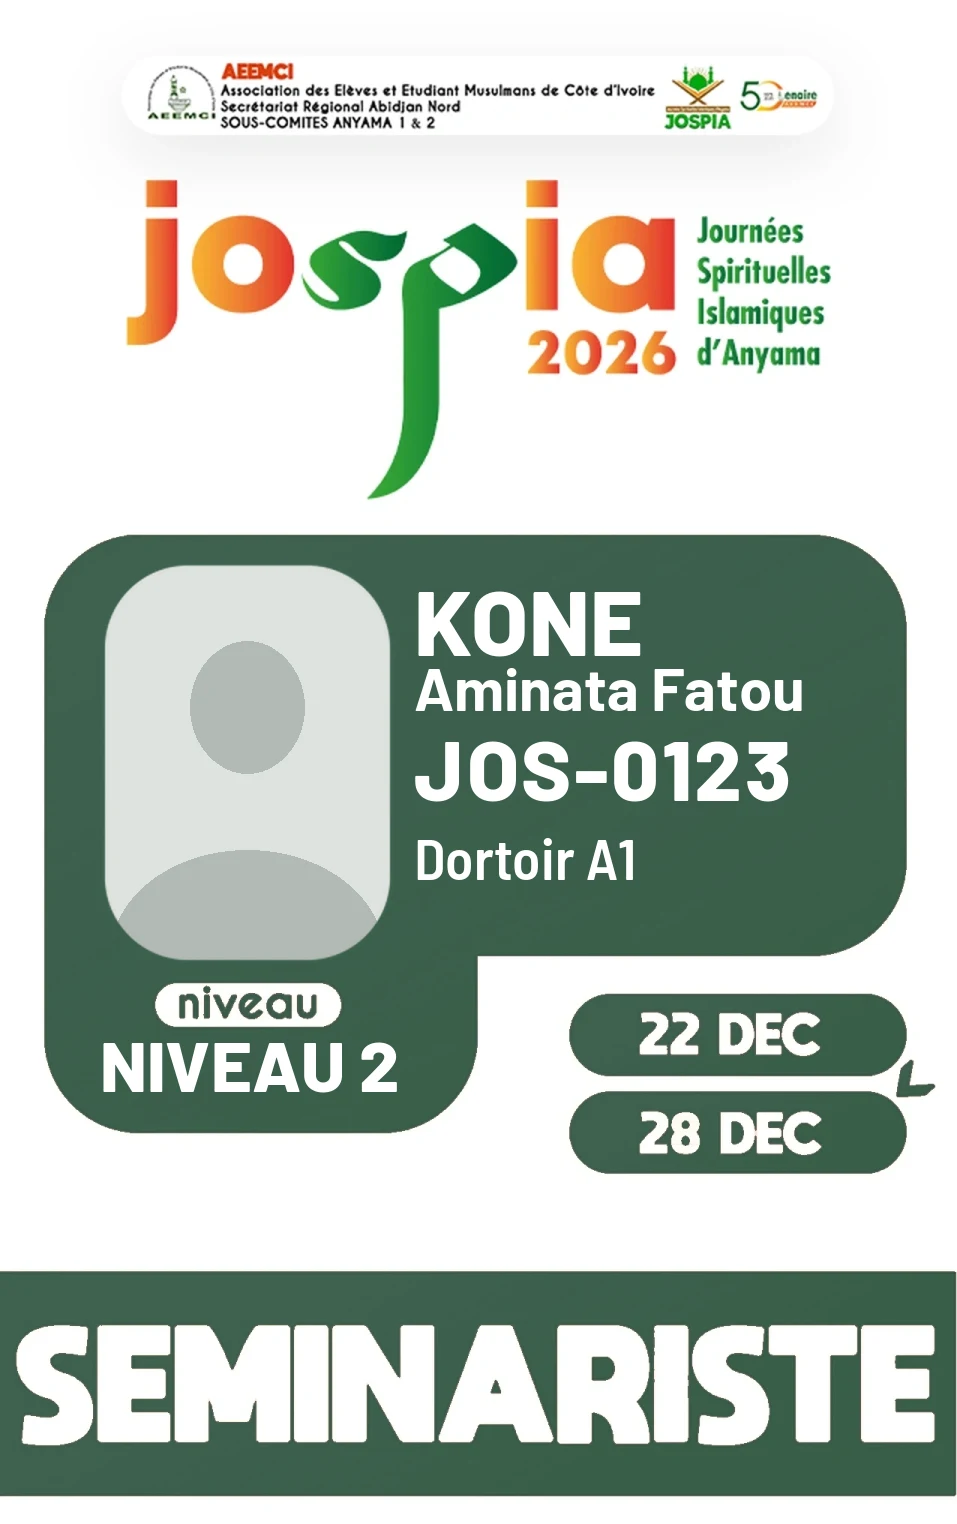 AEEMCI
Association des Elèves et Etudiant Musulmans de Côte d'Ivoire
Secrétariat Régional Abidjan Nord
SOUS-COMITES ANYAMA 1 & 2
AEEMCI
JOSPIA
jospia
2026
Journées
Spirituelles
Islamiques
d'Anyama
KONE
Aminata Fatou
JOS-0123
Dortoir A1
niveau
NIVEAU 2
22 DEC
28 DEC
SEMINARISTE